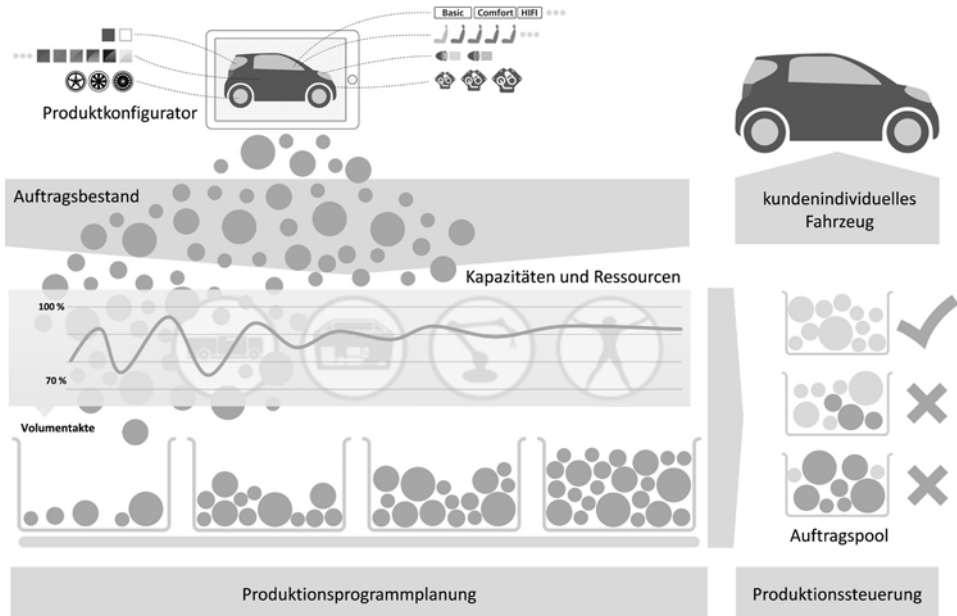 Basic Comfort HIFI
Produktkonfigurator
Auftragsbestand
kundenindividuelles
Fahrzeug
Kapazitäten und Ressourcen
100 %
70 %
Volumentakte
Auftragspool
Produktionsprogrammplanung
Produktionssteuerung